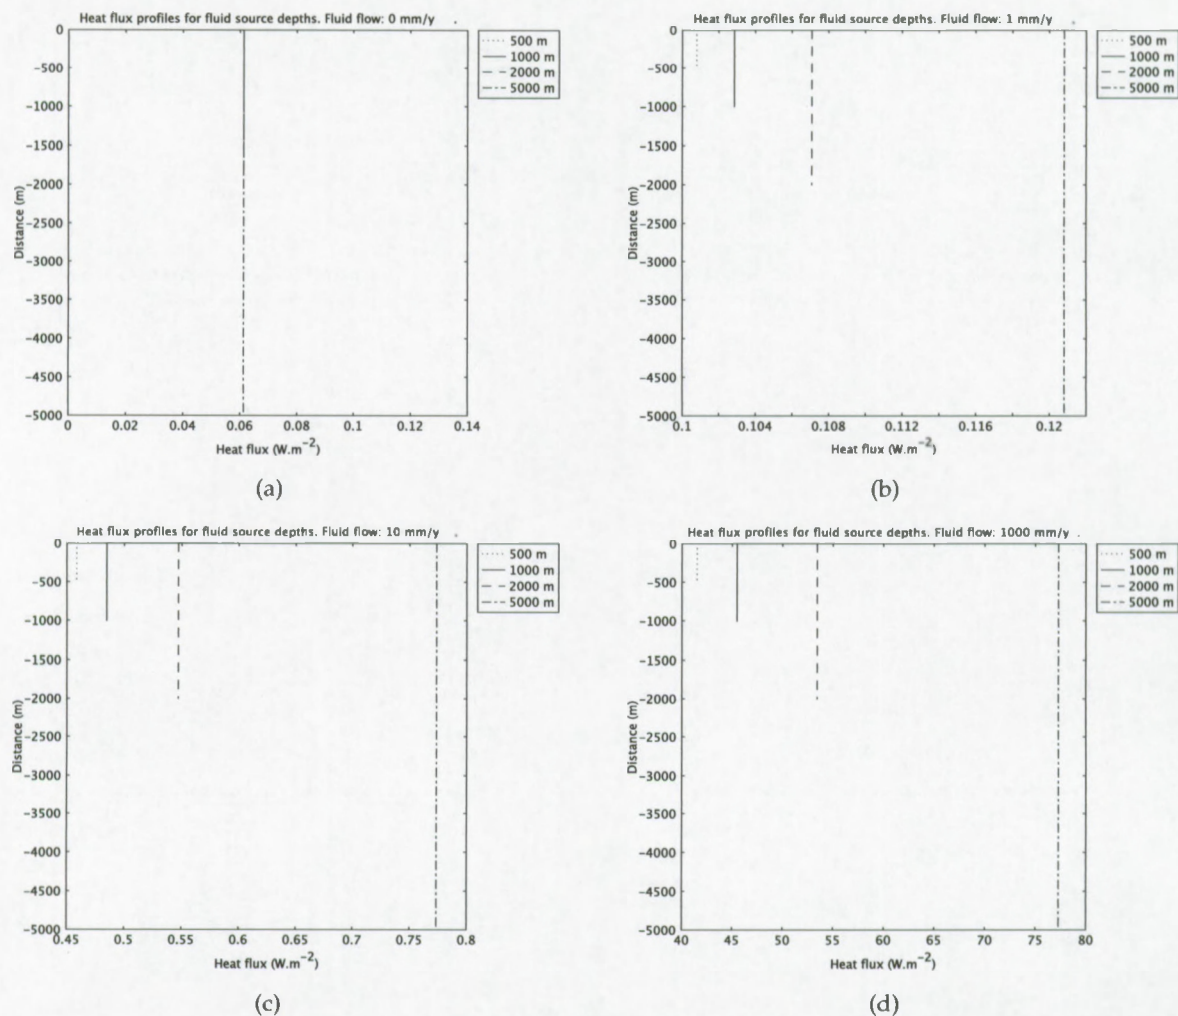 Heat flux profiles for fluid source depths. Fluid flow: 0 mm/y
0
−500
−1000
−1500
−2000
−2500
−3000
−3500
−4000
−4500
−5000
Distance (m)
0 0.02 0.04 0.06 0.08 0.1 0.12 0.14
Heat flux (W.m−2)
500 m
1000 m
2000 m
5000 m
(a)
Heat flux profiles for fluid source depths. Fluid flow: 1 mm/y
0
−500
−1000
−1500
−2000
−2500
−3000
−3500
−4000
−4500
−5000
Distance (m)
0.1 0.104 0.108 0.112 0.116 0.12
Heat flux (W.m−2)
500 m
1000 m
2000 m
5000 m
(b)
Heat flux profiles for fluid source depths. Fluid flow: 10 mm/y
0
−500
−1000
−1500
−2000
−2500
−3000
−3500
−4000
−4500
−5000
Distance (m)
0.45 0.5 0.55 0.6 0.65 0.7 0.75 0.8
Heat flux (W.m−2)
500 m
1000 m
2000 m
5000 m
(c)
Heat flux profiles for fluid source depths. Fluid flow: 1000 mm/y
0
−500
−1000
−1500
−2000
−2500
−3000
−3500
−4000
−4500
−5000
Distance (m)
40 45 50 55 60 65 70 75 80
Heat flux (W.m−2)
500 m
1000 m
2000 m
5000 m
(d)